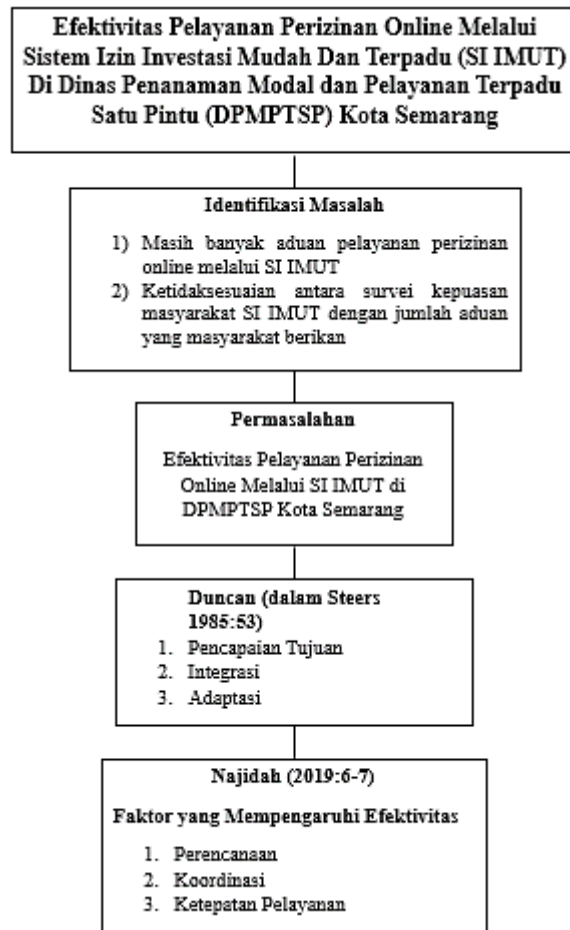 Efektivitas Pelayanan Perizinan Online Melalui
Sistem Izin Investasi Mudah Dan Terpadu (SI IMUT)
Di Dinas Penanaman Modal dan Pelayanan Terpadu
Satu Pintu (DPMPTSP) Kota Semarang
Identifikasi Masalah
1) Masih banyak aduan pelayanan perizinan
online melalui SI IMUT
2) Ketidaksesuaian antara survei kepuasan
masyarakat SI IMUT dengan jumlah aduan
yang masyarakat berikan
Permasalahan
Efektivitas Pelayanan Perizinan
Online Melalui SI IMUT di
DPMPTSP Kota Semarang
Duncan (dalam Steers
1985:53)
1. Pencapaian Tujuan
2. Integrasi
3. Adaptasi
Najidah (2019:6-7)
Faktor yang Mempengaruhi Efektivitas
1. Perencanaan
2. Koordinasi
3. Ketepatan Pelayanan